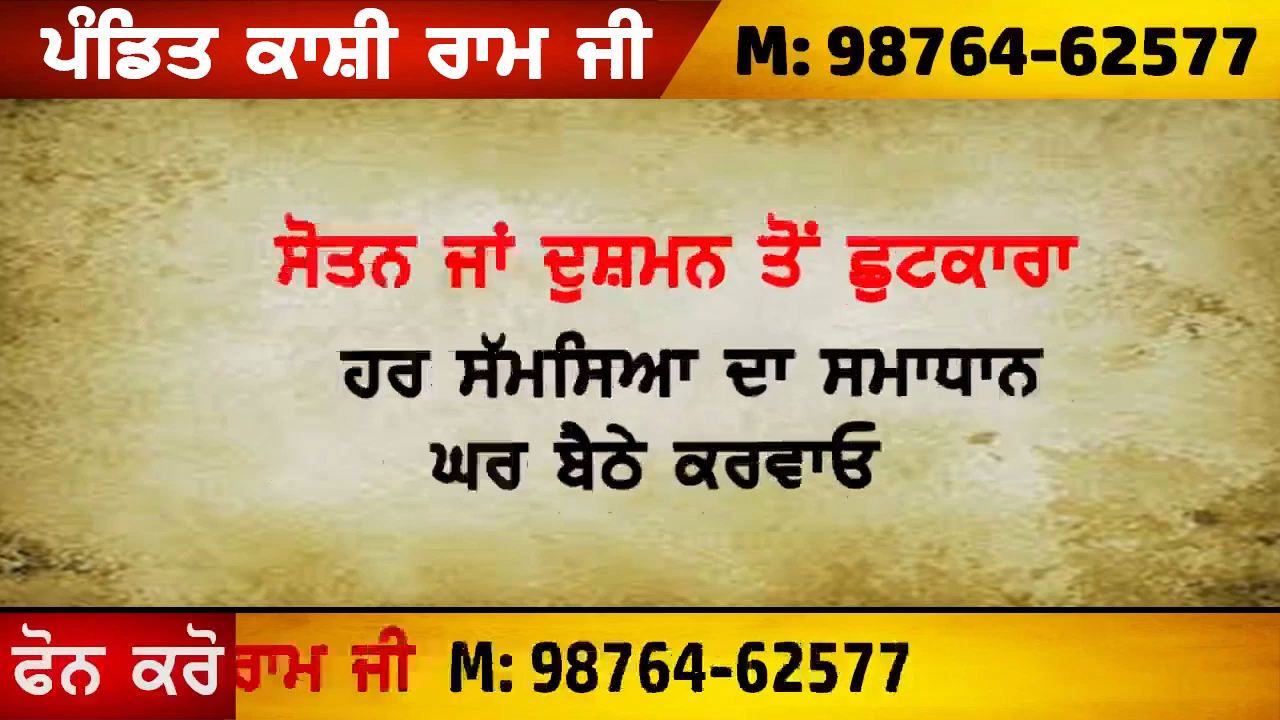 ਪੰਡਿਤ ਕਾਸ਼ੀ ਰਾਮ ਜੀ M: 98764-62577
ਸੋਤਨ ਜਾਂ ਦੁਸ਼ਮਨ ਤੋਂ ਛੁਟਕਾਰਾ
ਹਰ ਸੱਮਸਿਆ ਦਾ ਸਮਾਧਾਨ
ਘਰ ਬੈਠੇ ਕਰਵਾਓ
ਫੋਨ ਕਰੋ ਰਾਮ ਜੀ M: 98764-62577